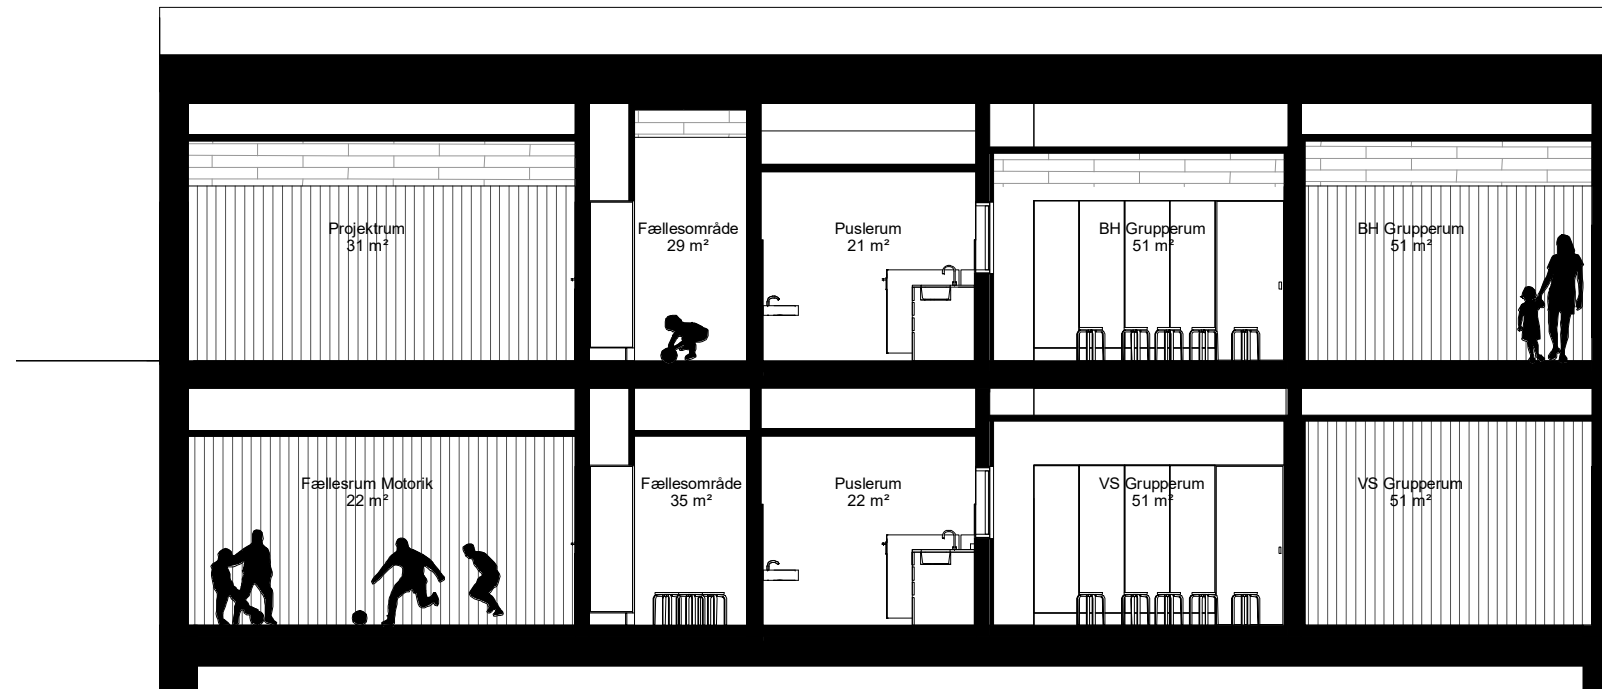 Projektrum
31 m²
Fællesområde
29 m²
Puslerum
21 m²
BH Grupperum
51 m²
BH Grupperum
51 m²
Fællesrum Motorik
22 m²
Fællesområde
35 m²
Puslerum
22 m²
VS Grupperum
51 m²
VS Grupperum
51 m²